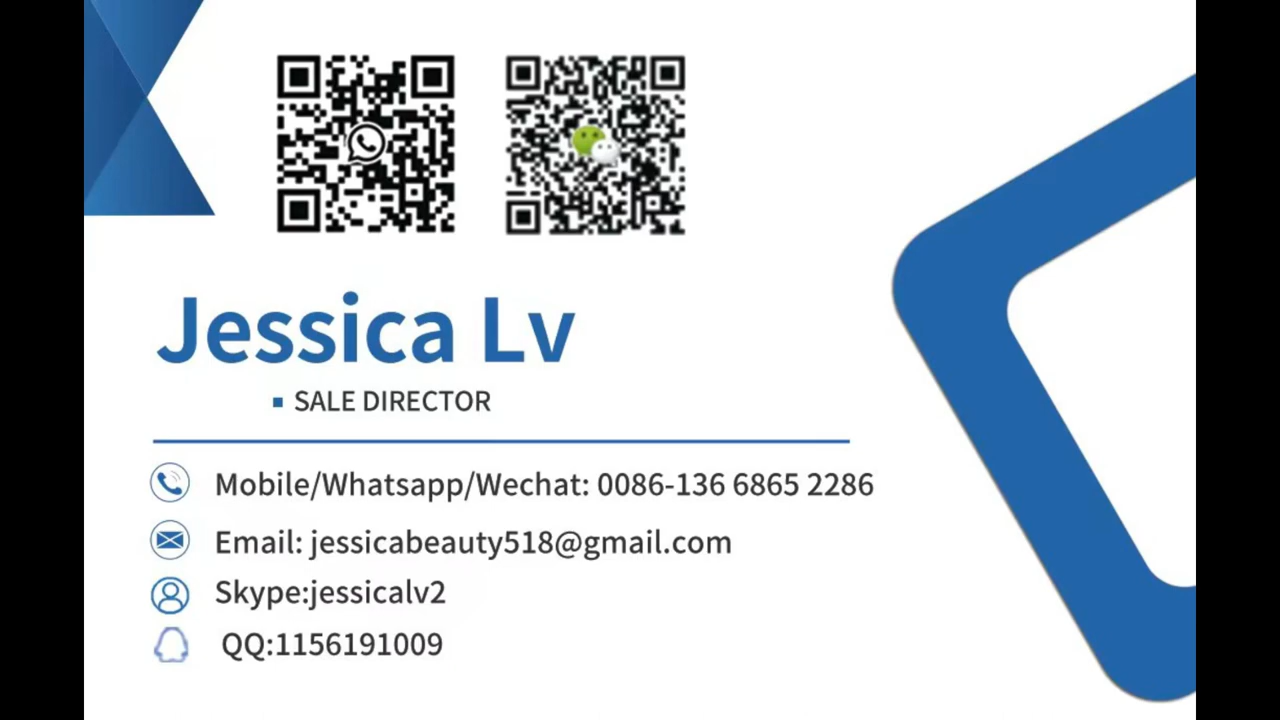 Jessica Lv
SALE DIRECTOR
Mobile/Whatsapp/Wechat: 0086-136 6865 2286
Email: jessicabeauty518@gmail.com
Skype:jessicalv2
QQ:1156191009